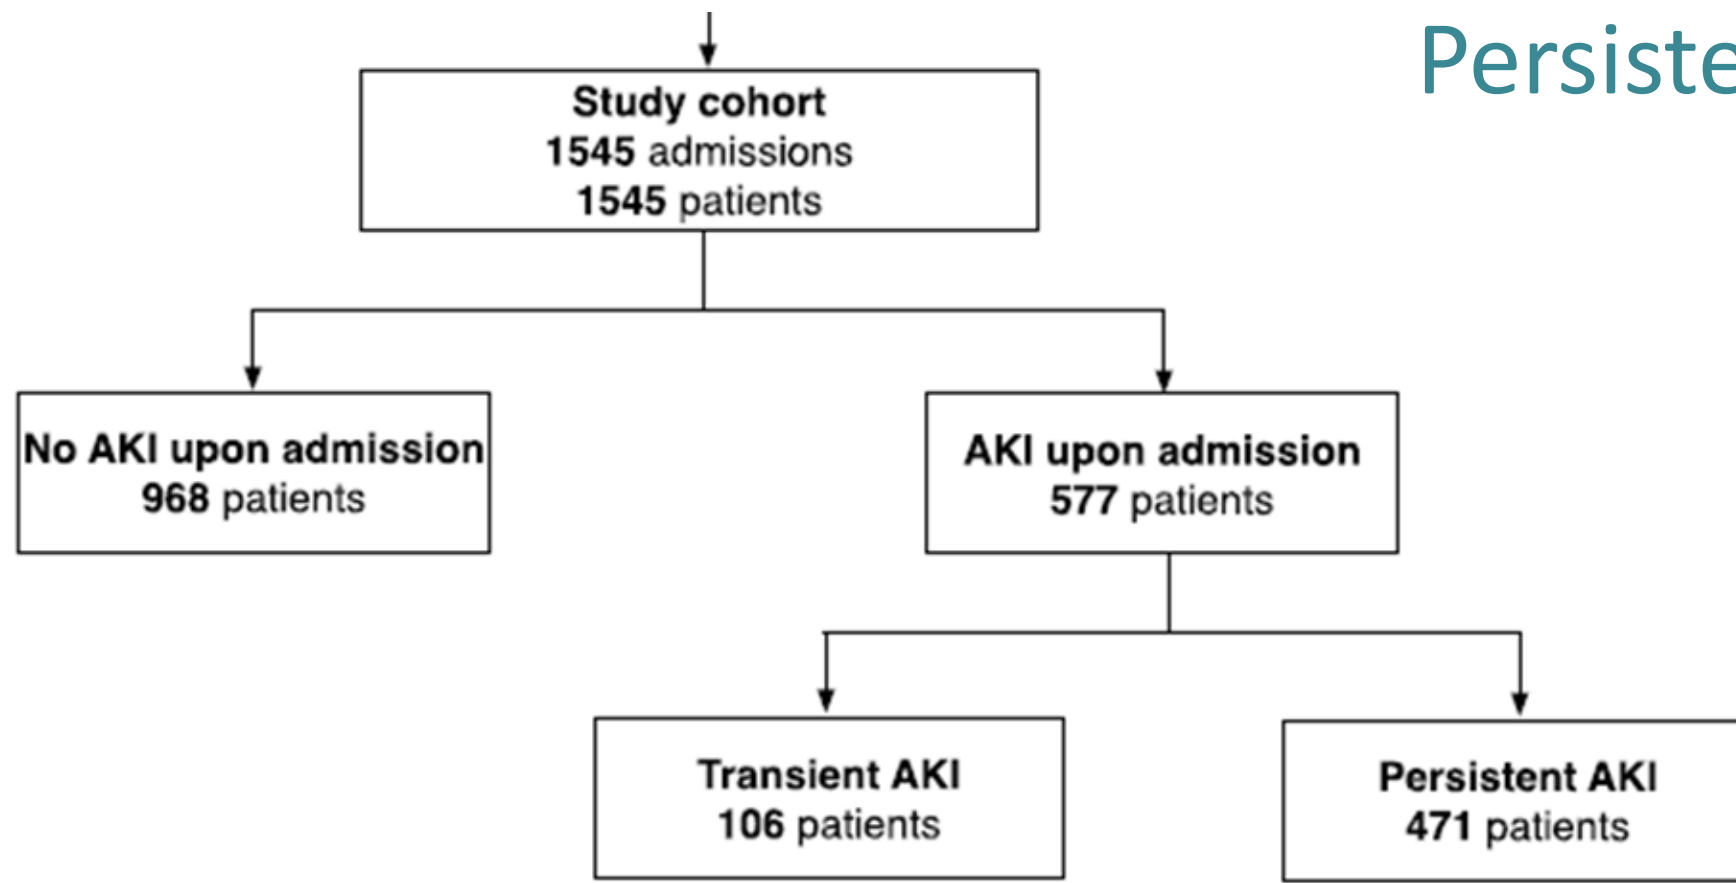 Study cohort
1545 admissions
1545 patients
No AKI upon admission
968 patients
AKI upon admission
577 patients
Transient AKI
106 patients
Persistent AKI
471 patients
Persiste